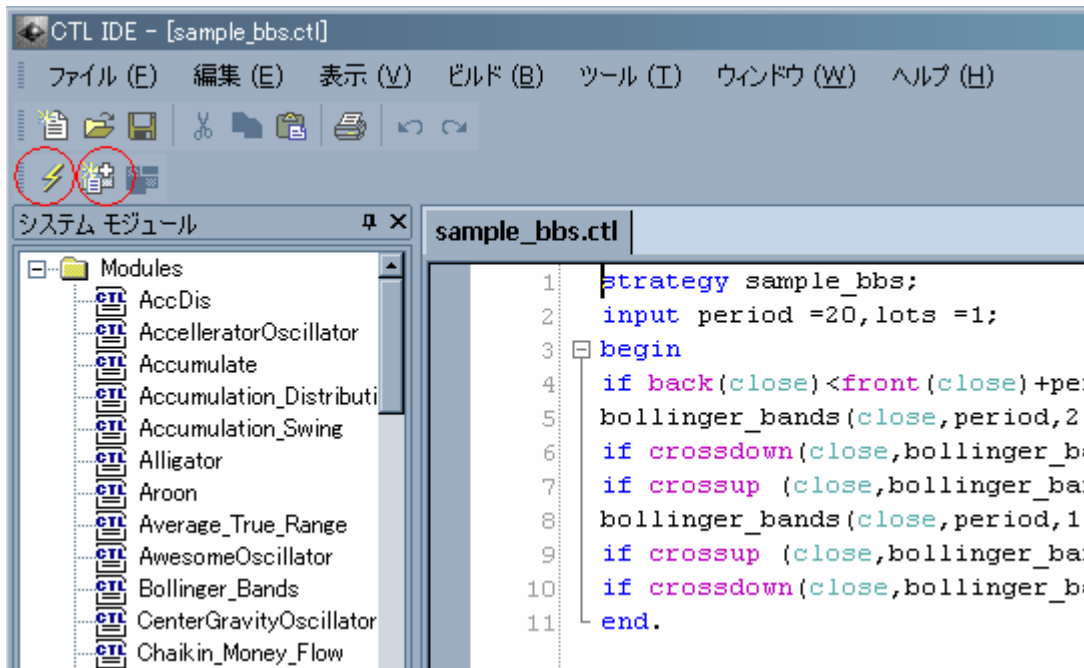 CTL IDE - [sample_bbs.ctl]
ファイル (F) 編集 (E) 表示 (V) ビルド (B) ツール (T) ウィンドウ (W) ヘルプ (H)
システム モジュール
Modules
AccDis
AccelleratorOscillator
Accumulate
Accumulation_Distributi
Accumulation_Swing
Alligator
Aroon
Average_True_Range
AwesomeOscillator
Bollinger_Bands
CenterGravityOscillator
Chaikin_Money_Flow
sample_bbs.ctl
1 strategy sample_bbs;
2 input period =20,lots =1;
3 begin
4 if back(close)<front(close)+pe
5 bollinger_bands(close,period,2
6 if crossdown(close,bollinger_b
7 if crossup (close,bollinger_ba
8 bollinger_bands(close,period,1
9 if crossup (close,bollinger_ba
10 if crossdown(close,bollinger_b
11 end.